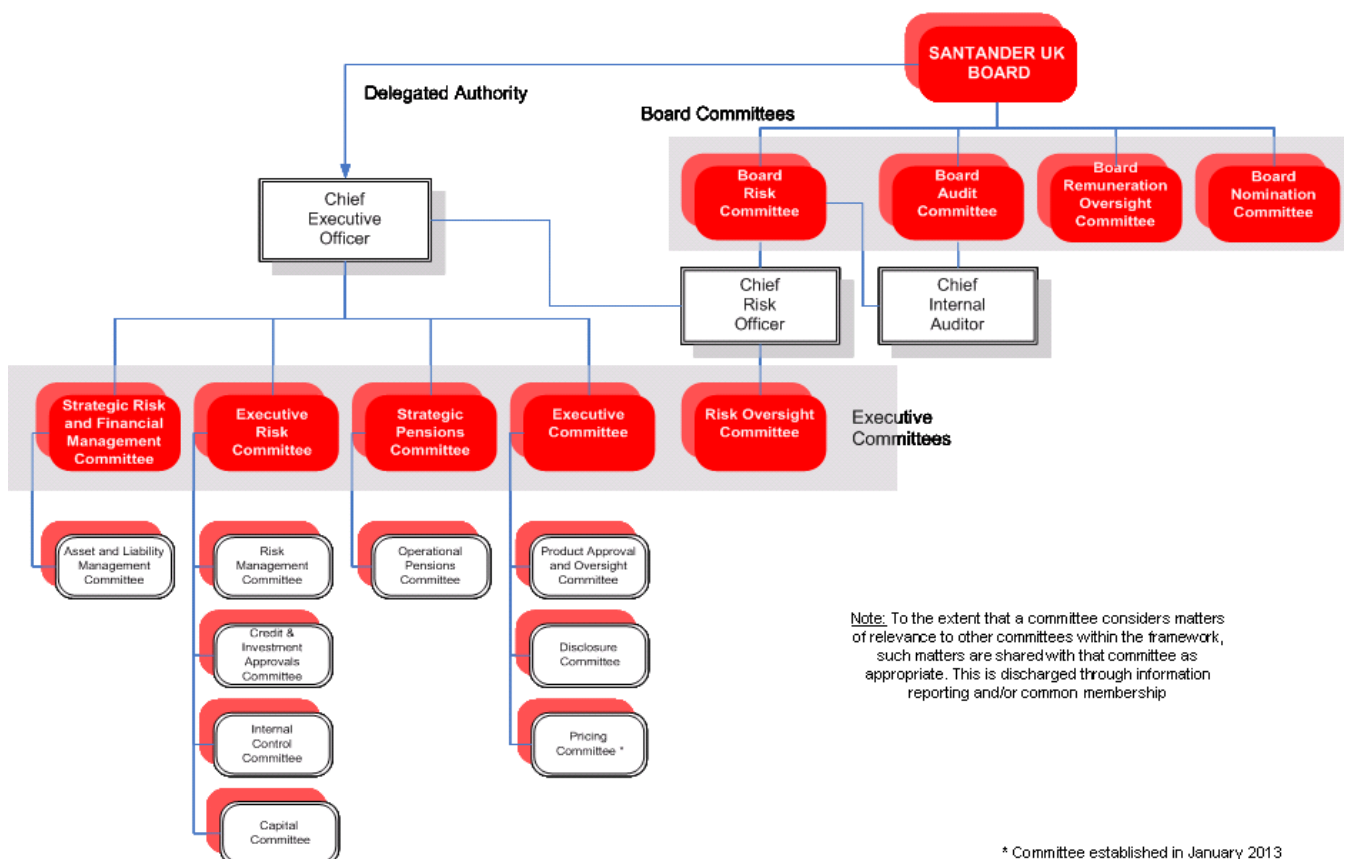 SANTANDER UK
BOARD
Delegated Authority
Board Committees
Board
Risk
Committee
Board
Audit
Committee
Board
Remuneration
Oversight
Committee
Board
Nomination
Committee
Chief
Executive
Officer
Chief
Risk
Officer
Chief
Internal
Auditor
Strategic Risk
and Financial
Management
Committee
Executive
Risk
Committee
Strategic
Pensions
Committee
Executive
Committee
Risk Oversight
Committee
Executive
Committees
Asset and Liability
Management
Committee
Risk
Management
Committee
Operational
Pensions
Committee
Product Approval
and Oversight
Committee
Credit &
Investment
Approvals
Committee
Disclosure
Committee
Internal
Control
Committee
Pricing
Committee *
Capital
Committee
Note: To the extent that a committee considers matters
of relevance to other committees within the framework,
such matters are shared with that committee as
appropriate. This is discharged through information
reporting and/or common membership
* Committee established in January 2013